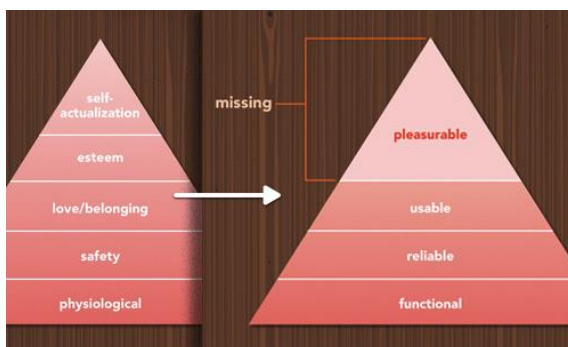 self-
actualization
esteem
love/belonging
safety
physiological
missing
pleasurable
usable
reliable
functional